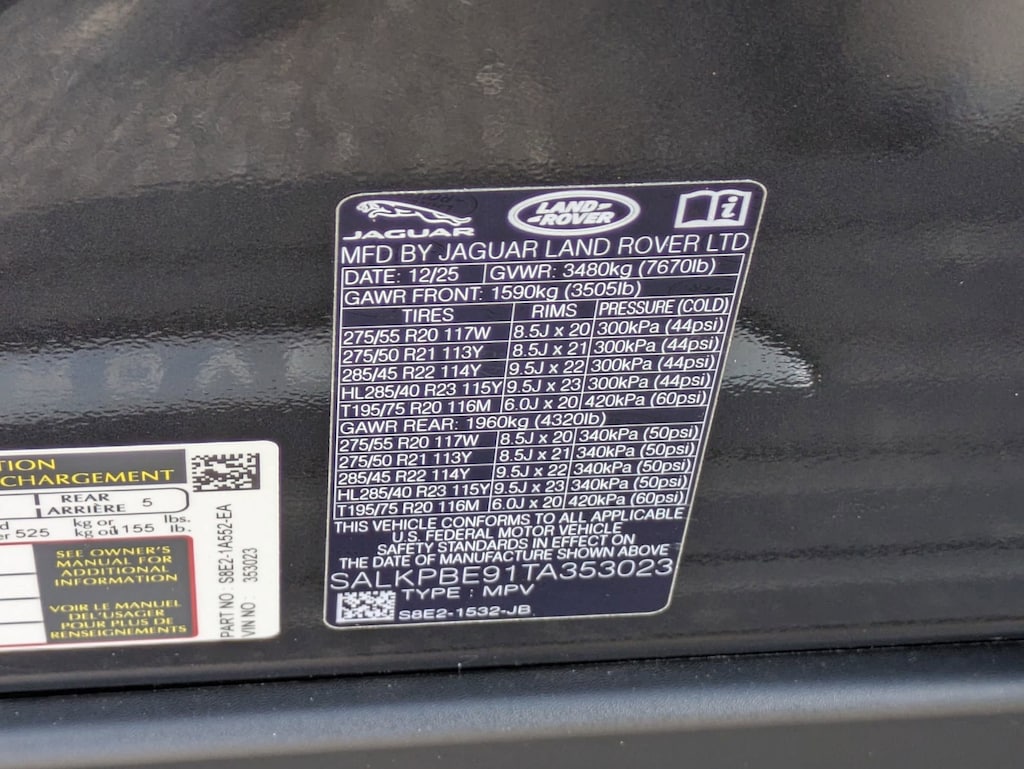 JAGUAR
LAND-
-ROVER
MFD BY JAGUAR LAND ROVER LTD
DATE: 12/25 GVWR: 3480kg (7670lb)
GAWR FRONT: 1590kg (3505lb)
TIRES RIMS PRESSURE (COLD)
275/55 R20 117W 8.5J x 20 300kPa (44psi)
275/50 R21 113Y 8.5J x 21 300kPa (44psi)
285/45 R22 114Y 9.5J x 22 300kPa (44psi)
HL285/40 R23 115Y 9.5J x 23 300kPa (44psi)
T195/75 R20 116M 6.0J x 20 420kPa (60psi)
GAWR REAR: 1960kg (4320lb)
275/55 R20 117W 8.5J x 20 340kPa (50psi)
275/50 R21 113Y 8.5J x 21 340kPa (50psi)
285/45 R22 114Y 9.5J x 22 340kPa (50psi)
HL285/40 R23 115Y 9.5J x 23 340kPa (50psi)
T195/75 R20 116M 6.0J x 20 420kPa (60psi)
THIS VEHICLE CONFORMS TO ALL APPLICABLE
U.S. FEDERAL MOTOR VEHICLE
SAFETY STANDARDS IN EFFECT ON
THE DATE OF MANUFACTURE SHOWN ABOVE
SALKPBE91TA353023
TYPE : MPV
S8E2-1532-JB
TION
CHARGEMENT
REAR
ARRIÈRE 5
525 kg or kg ou 1155 lbs. lb.
SEE OWNER'S
MANUAL FOR
ADDITIONAL
INFORMATION
VOIR LE MANUEL
DEL'USAGER
POUR PLUS DE
RENSEIGNEMENTS
PART NO : S8E2-1A552-EA
VIN NO : 353023